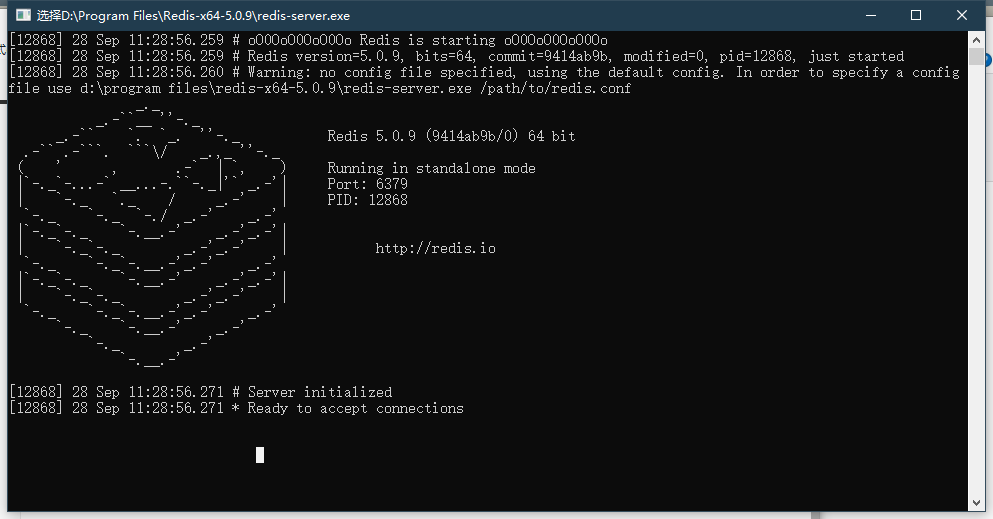 选择D:\Program Files\Redis-x64-5.0.9\redis-server.exe
[12868] 28 Sep 11:28:56.259 # oO0OoO0OoO0Oo Redis is starting oO0OoO0OoO0Oo
[12868] 28 Sep 11:28:56.259 # Redis version=5.0.9, bits=64, commit=9414ab9b, modified=0, pid=12868, just started
[12868] 28 Sep 11:28:56.260 # Warning: no config file specified, using the default config. In order to specify a config
file use d:\program files\redis-x64-5.0.9\redis-server.exe /path/to/redis.conf
Redis 5.0.9 (9414ab9b/0) 64 bit
Running in standalone mode
Port: 6379
PID: 12868
http://redis.io
[12868] 28 Sep 11:28:56.271 # Server initialized
[12868] 28 Sep 11:28:56.271 * Ready to accept connections